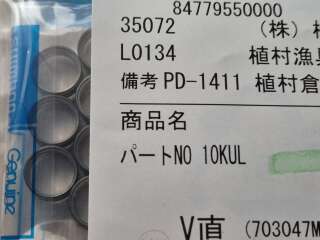 84779550000
35072 (株)
L0134 植村漁具
備考 PD-1411 植村倉
商品名
パートNO 10KUL
V直 (703047M
Genuine